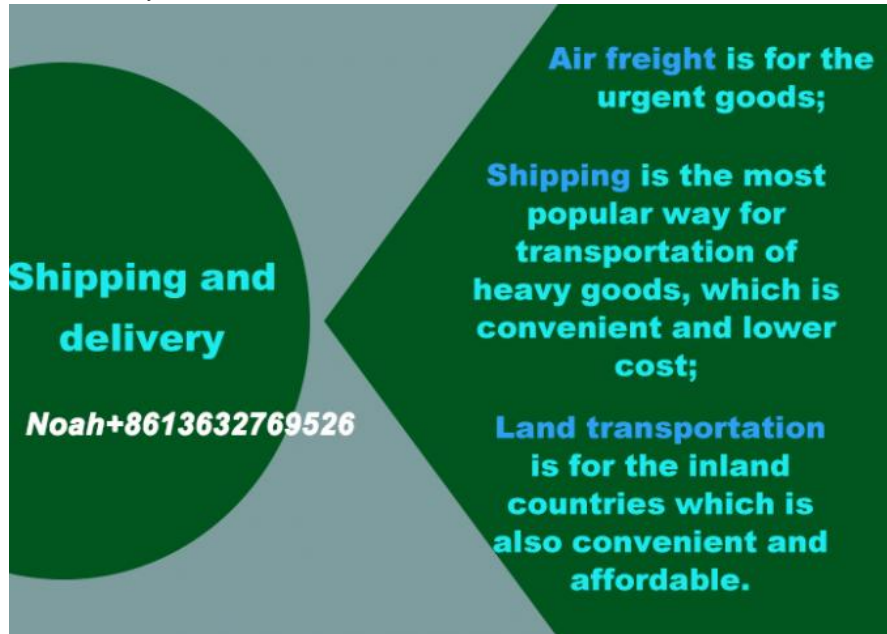 Shipping and
delivery
Noah+8613632769526
Air freight is for the
urgent goods;
Shipping is the most
popular way for
transportation of
heavy goods, which is
convenient and lower
cost;
Land transportation
is for the inland
countries which is
also convenient and
affordable.